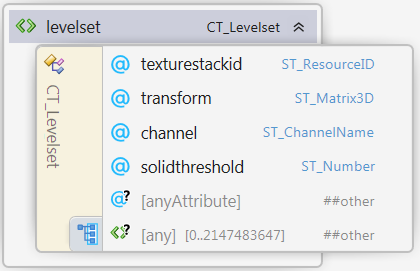 levelset CT_Levelset
CT_Levelset
@ texturestackid ST_ResourceID
@ transform ST_Matrix3D
@ channel ST_ChannelName
@ solidthreshold ST_Number
@? [anyAttribute] ##other
<>? [any] [0..2147483647] ##other